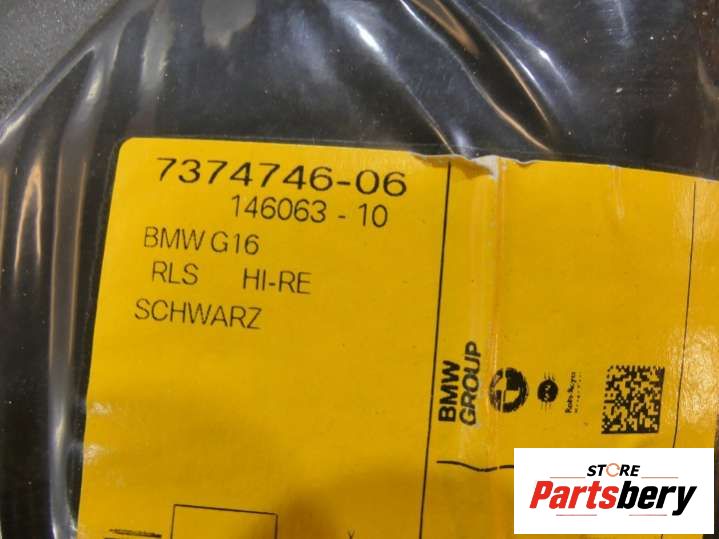 7374746-06
146063 - 10
BMW G16
RLS HI-RE
SCHWARZ
BMW
GROUP
STORE
Partsbery